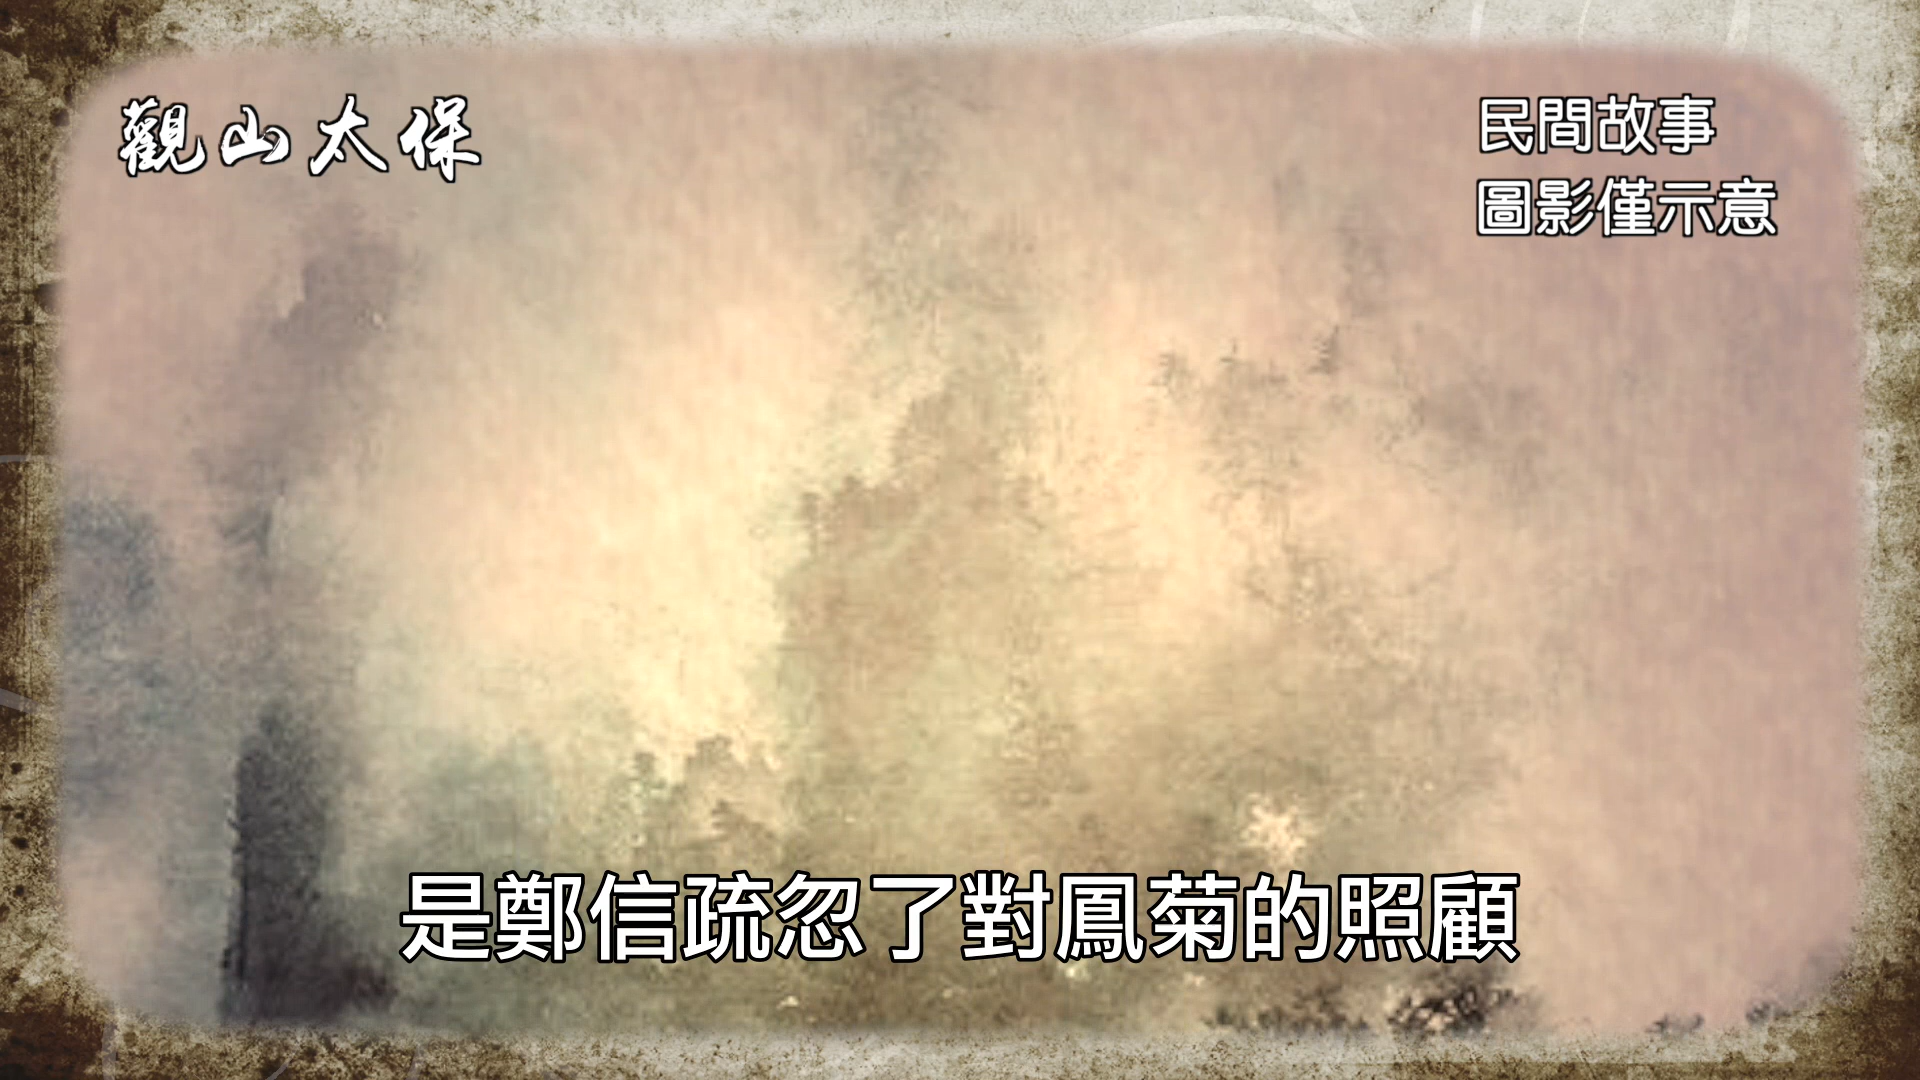 觀山太保
民間故事
圖影僅示意
是鄭信疏忽了對鳳菊的照顧